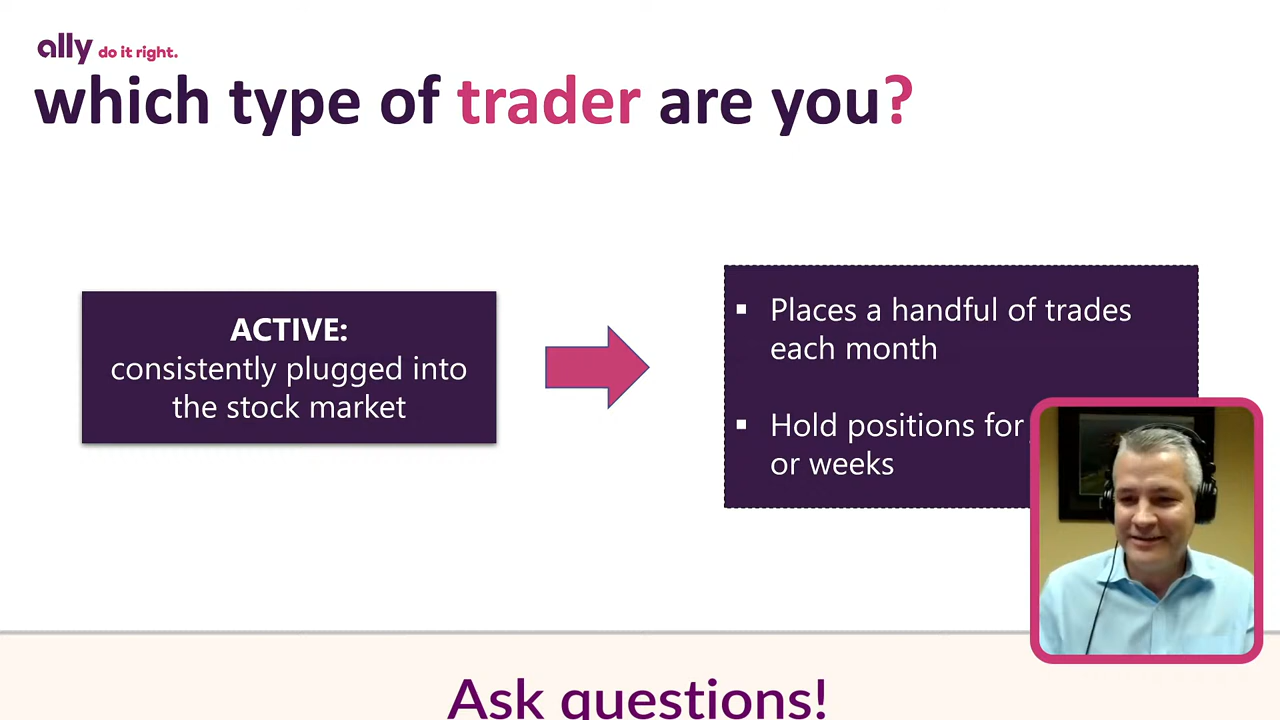 ally do it right.
which type of trader are you?
ACTIVE:
consistently plugged into
the stock market
▪ Places a handful of trades
each month
▪ Hold positions for
or weeks
Ask questions!